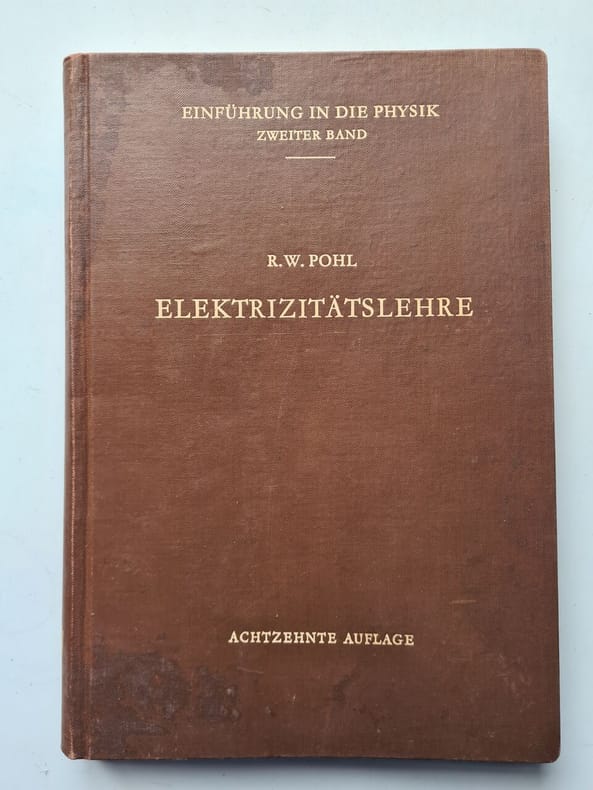 EINFÜHRUNG IN DIE PHYSIK
ZWEITER BAND
R.W. POHL
ELEKTRIZITÄTSLEHRE
ACHTZEHNTE AUFLAGE